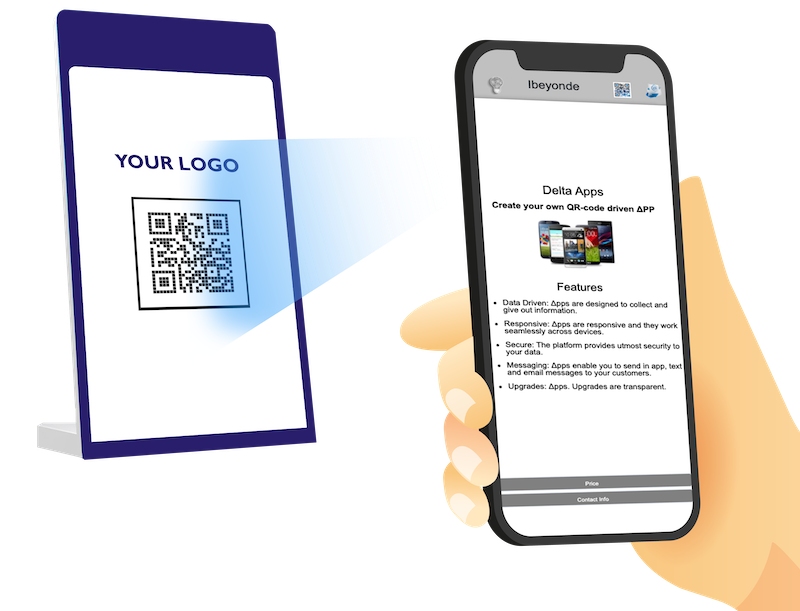 YOUR LOGO
Ibeyonde
Delta Apps
Create your own QR-code driven ΔPP
Features
• Data Driven: Δpps are designed to collect and
give out information.
• Responsive: Δpps are responsive and they work
seamlessly across devices.
• Secure: The platform provides utmost security to
your data.
• Messaging: Δpps enable you to send in app, text
and email messages to your customers.
• Upgrades: Δpps. Upgrades are transparent.
Price
Contact Info